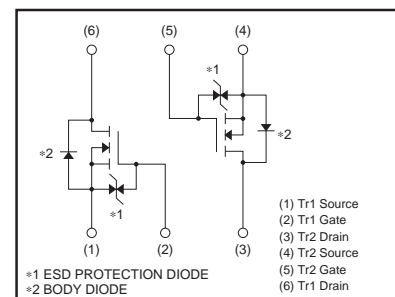 (6) (5) (4)
*1
*2
*2
*1
(1) (2) (3)
(1) Tr1 Source
(2) Tr1 Gate
(3) Tr2 Drain
(4) Tr2 Source
(5) Tr2 Gate
(6) Tr1 Drain
*1 ESD PROTECTION DIODE
*2 BODY DIODE